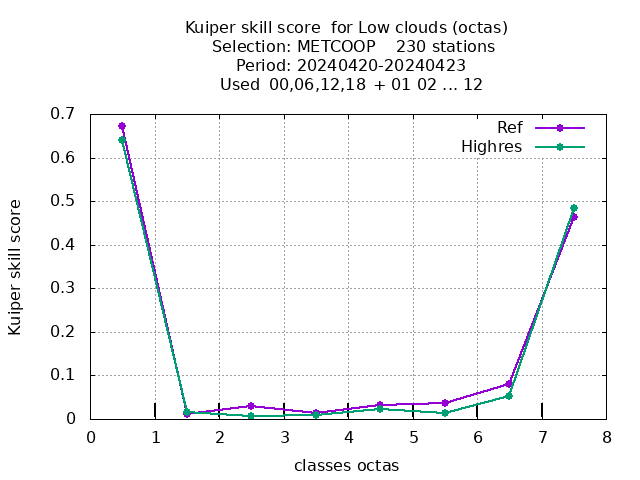 Kuiper skill score  for Low clouds (octas)
Selection: METCOOP    230 stations
Period: 20240420-20240423
Used  00,06,12,18  + 01 02 ... 12
Ref
Highres
Kuiper skill score
0.7
0.6
0.5
0.4
0.3
0.2
0.1
0
0 1 2 3 4 5 6 7 8
classes octas